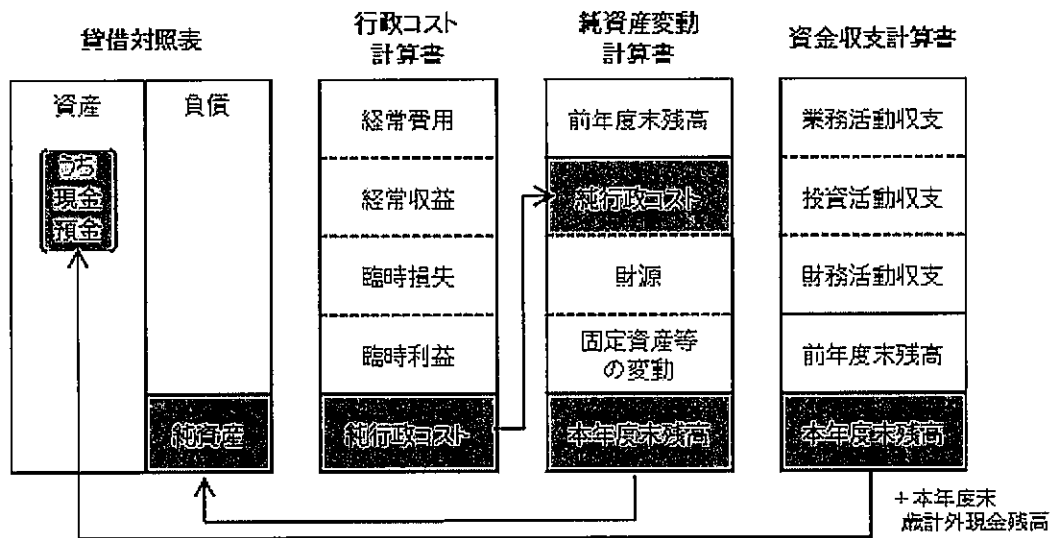 貸借対照表
資産
負債
うち
現金
預金
純資産
行政コスト
計算書
経常費用
経常収益
臨時損失
臨時利益
純行政コスト
純資産変動
計算書
前年度末残高
純行政コスト
財源
固定資産等
の変動
本年度末残高
資金収支計算書
業務活動収支
投資活動収支
財務活動収支
前年度末残高
本年度末残高
+本年度末
歳計外現金残高